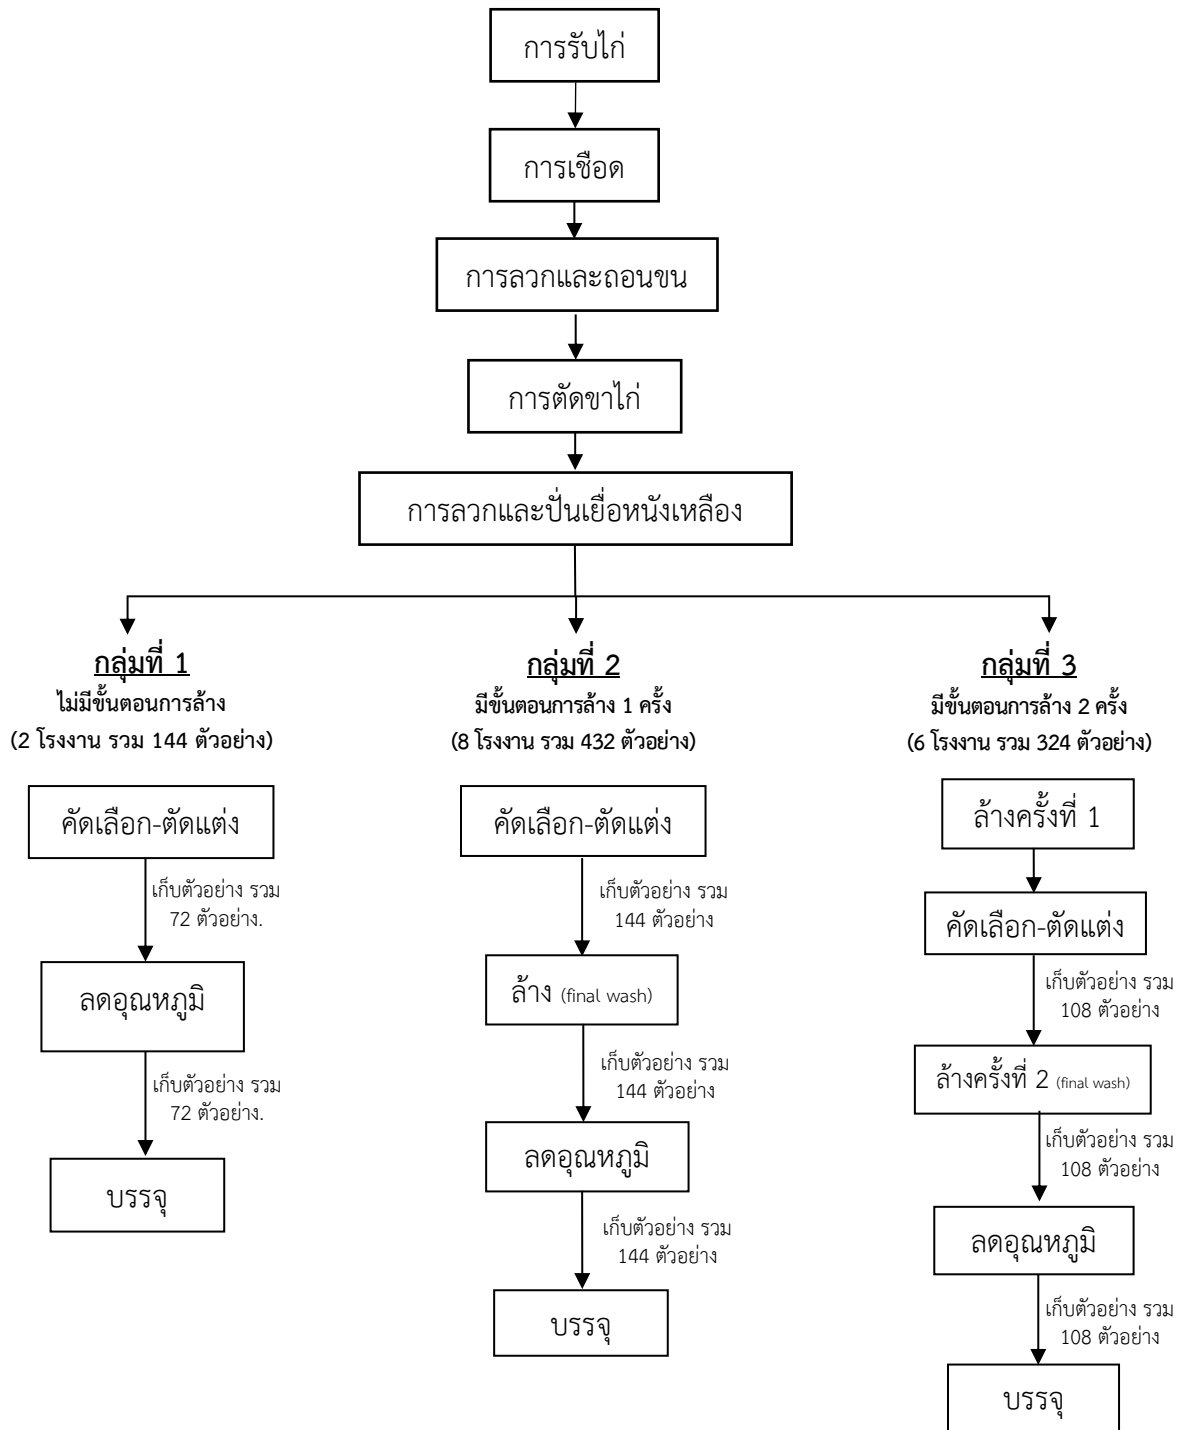 การรับไก่
การเชือด
การลวกและถอนขน
การตัดขาไก่
การลวกและปั่นเยื่อหนังเหลือง
กลุ่มที่ 1
ไม่มีขั้นตอนการล้าง
(2 โรงงาน รวม 144 ตัวอย่าง)
คัดเลือก-ตัดแต่ง
เก็บตัวอย่าง รวม
72 ตัวอย่าง.
ลดอุณหภูมิ
เก็บตัวอย่าง รวม
72 ตัวอย่าง.
บรรจุ
กลุ่มที่ 2
มีขั้นตอนการล้าง 1 ครั้ง
(8 โรงงาน รวม 432 ตัวอย่าง)
คัดเลือก-ตัดแต่ง
เก็บตัวอย่าง รวม
144 ตัวอย่าง
ล้าง (final wash)
เก็บตัวอย่าง รวม
144 ตัวอย่าง
ลดอุณหภูมิ
เก็บตัวอย่าง รวม
144 ตัวอย่าง
บรรจุ
กลุ่มที่ 3
มีขั้นตอนการล้าง 2 ครั้ง
(6 โรงงาน รวม 324 ตัวอย่าง)
ล้างครั้งที่ 1
คัดเลือก-ตัดแต่ง
เก็บตัวอย่าง รวม
108 ตัวอย่าง
ล้างครั้งที่ 2 (final wash)
เก็บตัวอย่าง รวม
108 ตัวอย่าง
ลดอุณหภูมิ
เก็บตัวอย่าง รวม
108 ตัวอย่าง
บรรจุ